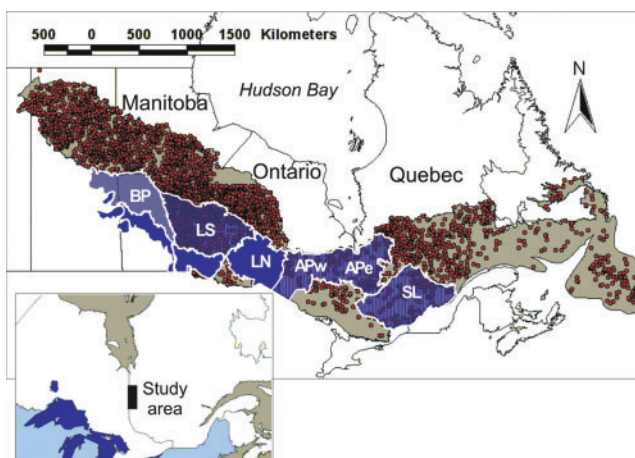 500 0 500 1000 1500 Kilometers
N
Manitoba
Hudson Bay
Ontario
Quebec
BP
LS
LN
APw
APe
SL
Study
area